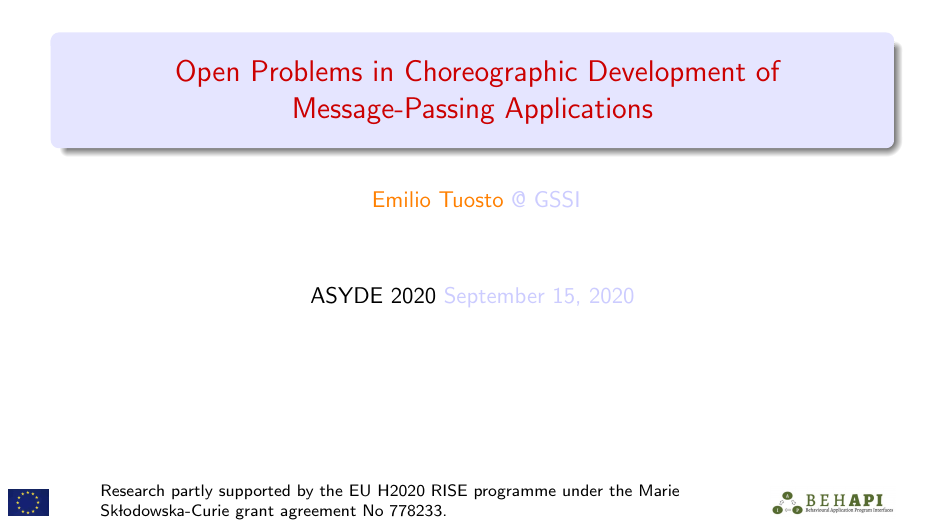 Open Problems in Choreographic Development of
Message-Passing Applications
Emilio Tuosto @ GSSI
ASYDE 2020 September 15, 2020
Research partly supported by the EU H2020 RISE programme under the Marie
Skłodowska-Curie grant agreement No 778233.
BEHAPI
Behavioural Application Program Interfaces